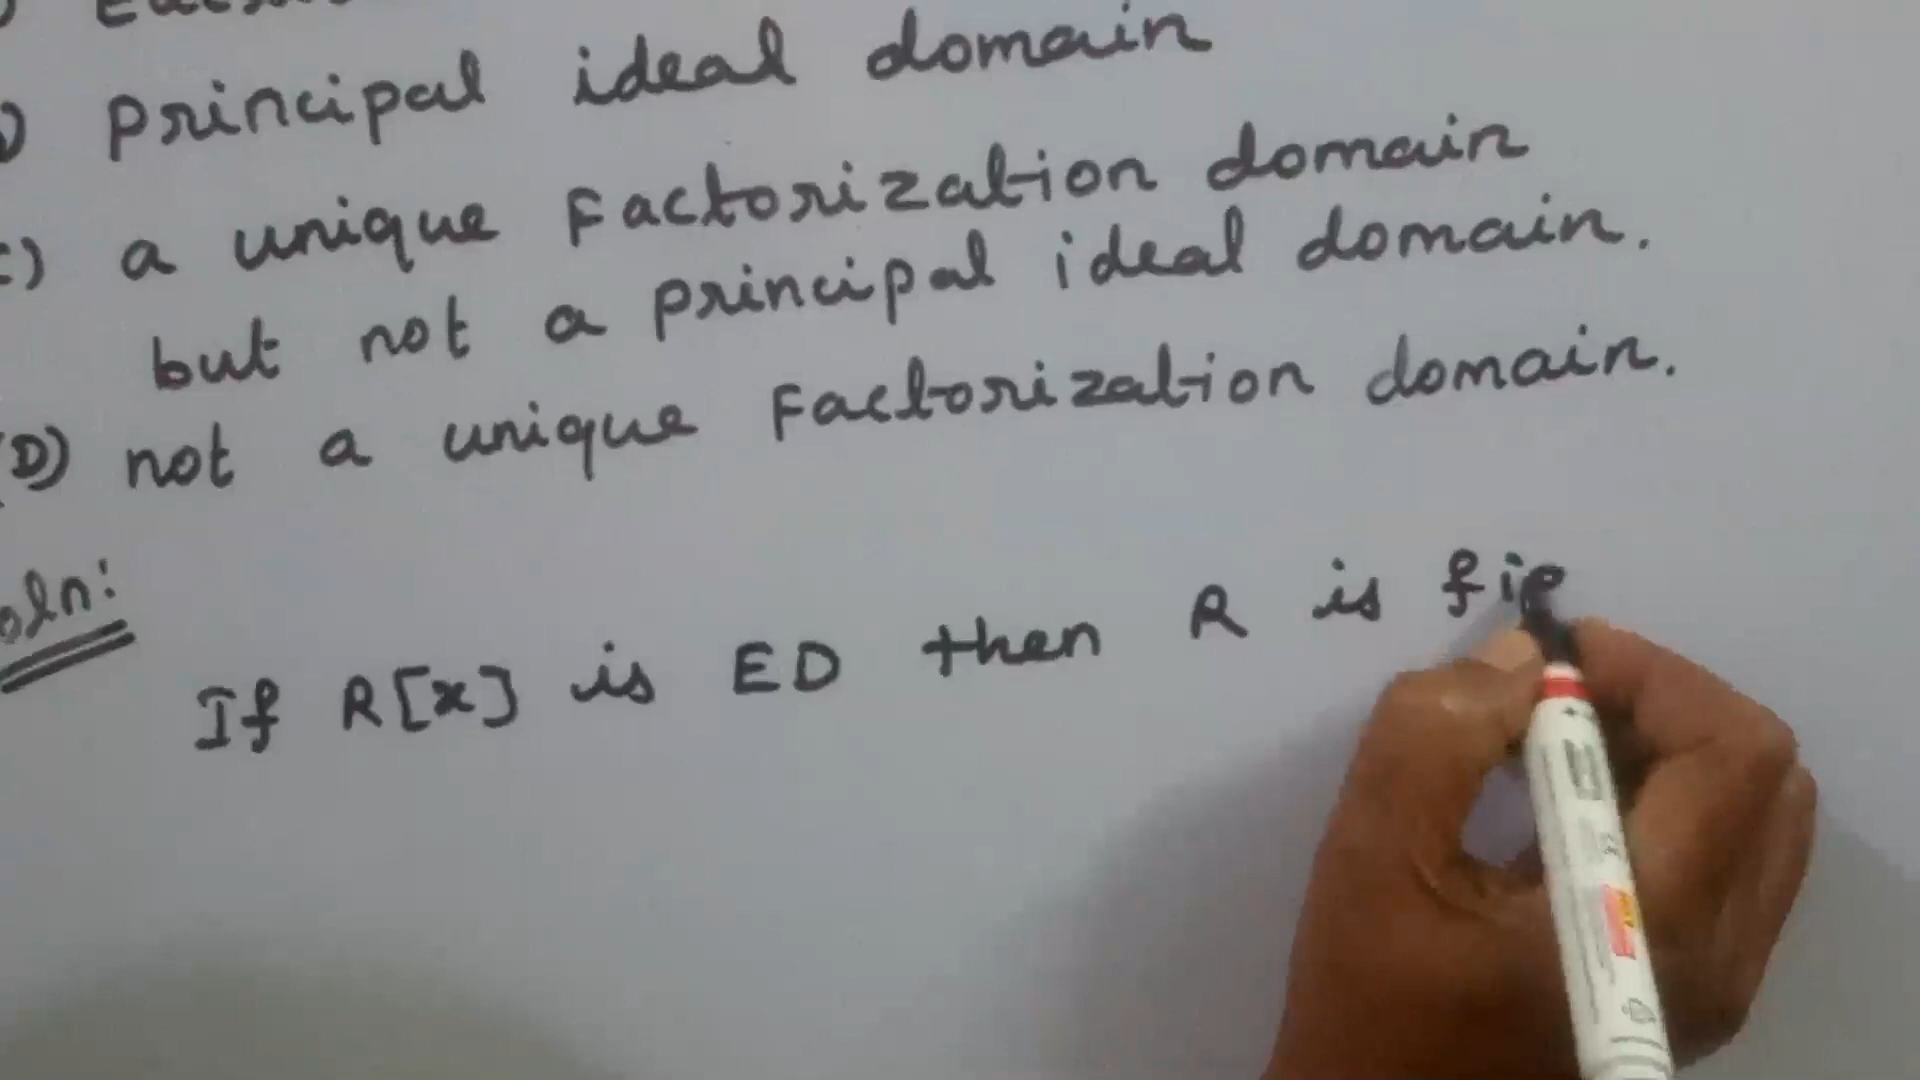 ) principal ideal domain
c) a unique Factorization domain
but not a principal ideal domain.
(D) not a unique Factorization domain.
oln:
If R[x] is ED then R is fie